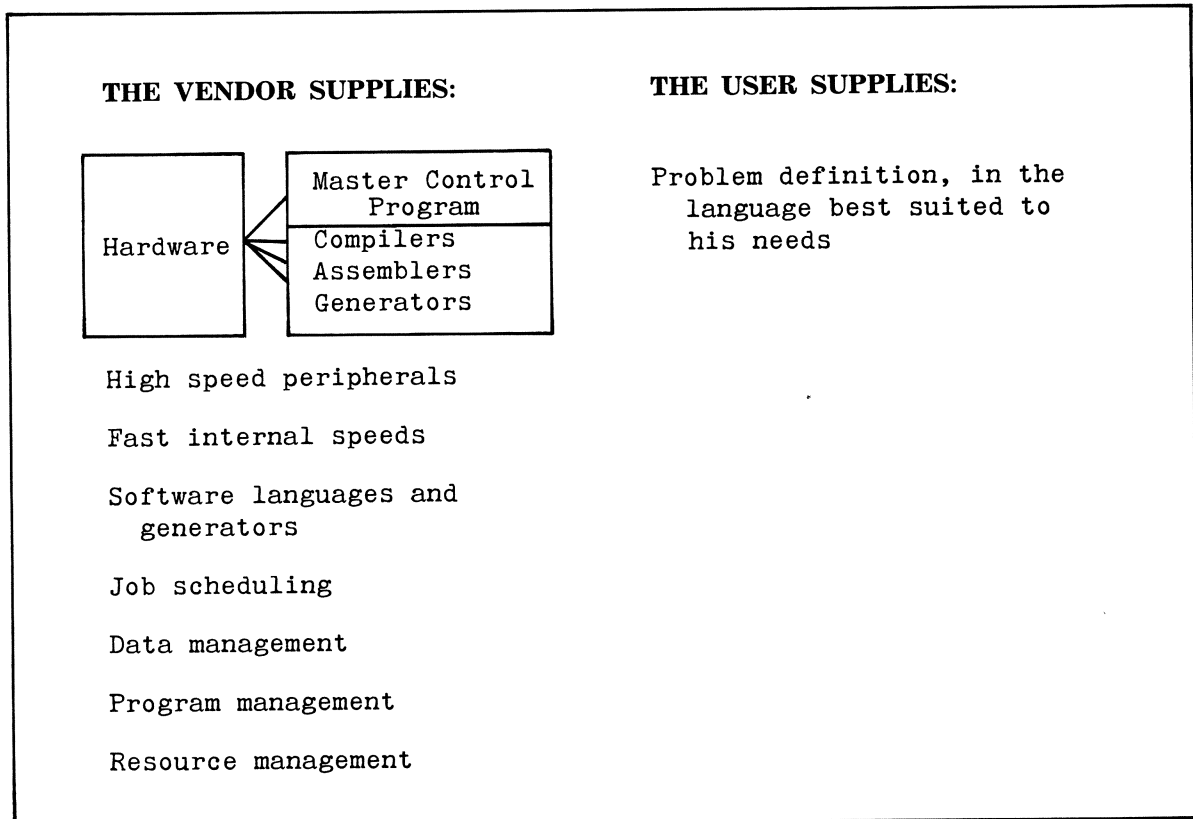 THE VENDOR SUPPLIES:
Hardware
Master Control
Program
Compilers
Assemblers
Generators
High speed peripherals
Fast internal speeds
Software languages and
generators
Job scheduling
Data management
Program management
Resource management
THE USER SUPPLIES:
Problem definition, in the
language best suited to
his needs